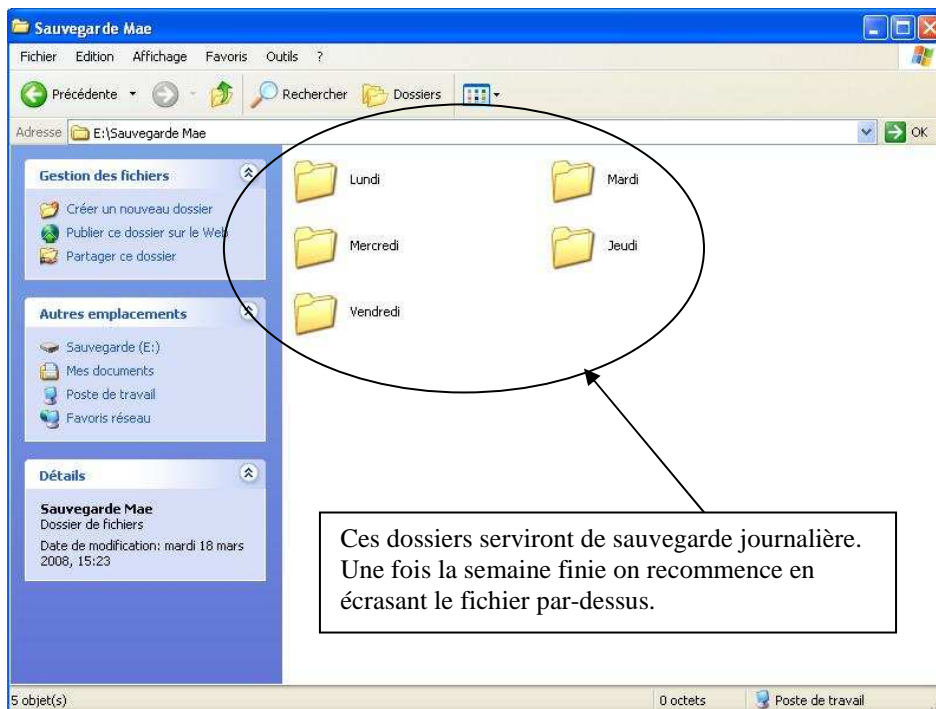 Sauvegarde Mae
Fichier Edition Affichage Favoris Outils ?
Précédente Rechercher Dossiers
Adresse E:\Sauvegarde Mae OK
Gestion des fichiers
Créer un nouveau dossier
Publier ce dossier sur le Web
Partager ce dossier
Autres emplacements
Sauvegarde (E:)
Mes documents
Poste de travail
Favoris réseau
Détails
Sauvegarde Mae
Dossier de fichiers
Date de modification: mardi 18 mars
2008, 15:23
Lundi Mardi
Mercredi Jeudi
Vendredi
Ces dossiers serviront de sauvegarde journalière.
Une fois la semaine finie on recommence en
écrasant le fichier par-dessus.
5 objet(s) 0 octets Poste de travail